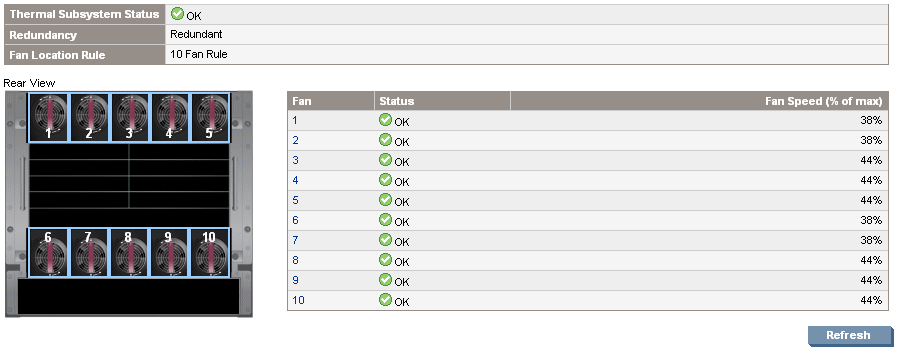 Thermal Subsystem Status OK
Redundancy Redundant
Fan Location Rule 10 Fan Rule
Rear View
1 2 3 4 5
6 7 8 9 10
Fan Status Fan Speed (% of max)
1 OK 38%
2 OK 38%
3 OK 44%
4 OK 44%
5 OK 44%
6 OK 38%
7 OK 38%
8 OK 44%
9 OK 44%
10 OK 44%
Refresh